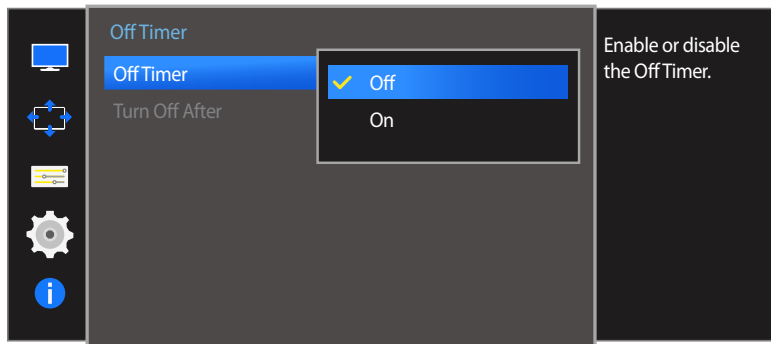 Off Timer
Off Timer
Off
Turn Off After
On
Enable or disable
the Off Timer.